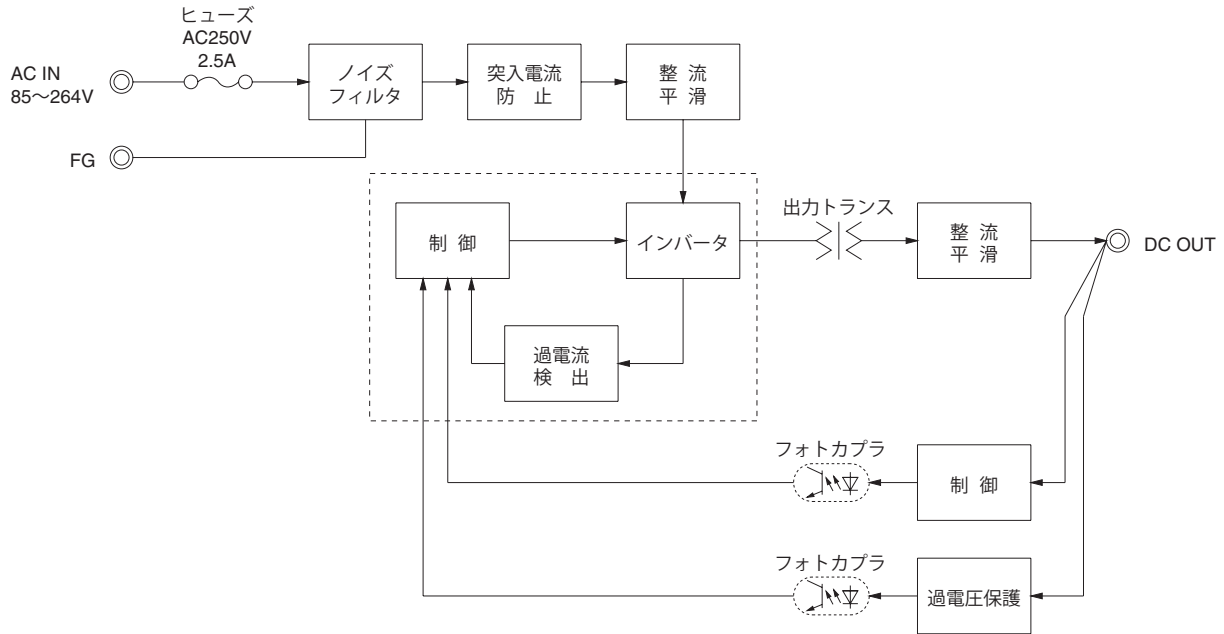 ヒューズ
AC250V
2.5A
AC IN
85～264V
ノイズ
フィルタ
突入電流
防 止
整 流
平 滑
FG
制 御
インバータ
出力トランス
整 流
平 滑
DC OUT
過電流
検 出
フォトカプラ
制 御
フォトカプラ
過電圧保護